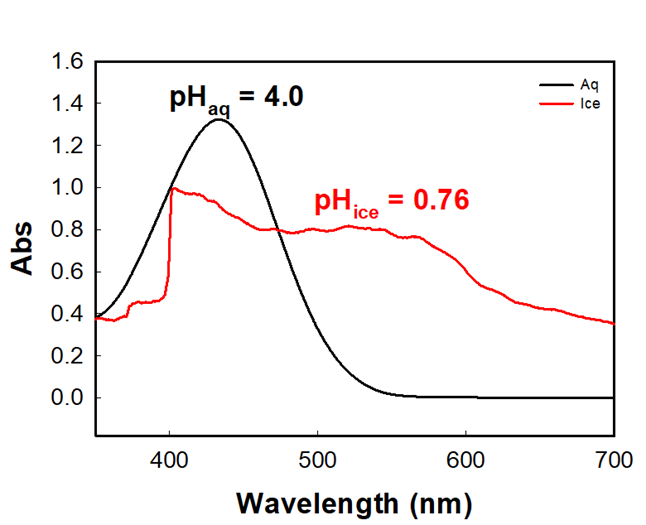 1.6
1.4
1.2
1.0
0.8
0.6
0.4
0.2
0.0
Abs
pHaq = 4.0
Aq
Ice
pHice = 0.76
400
500
600
700
Wavelength (nm)